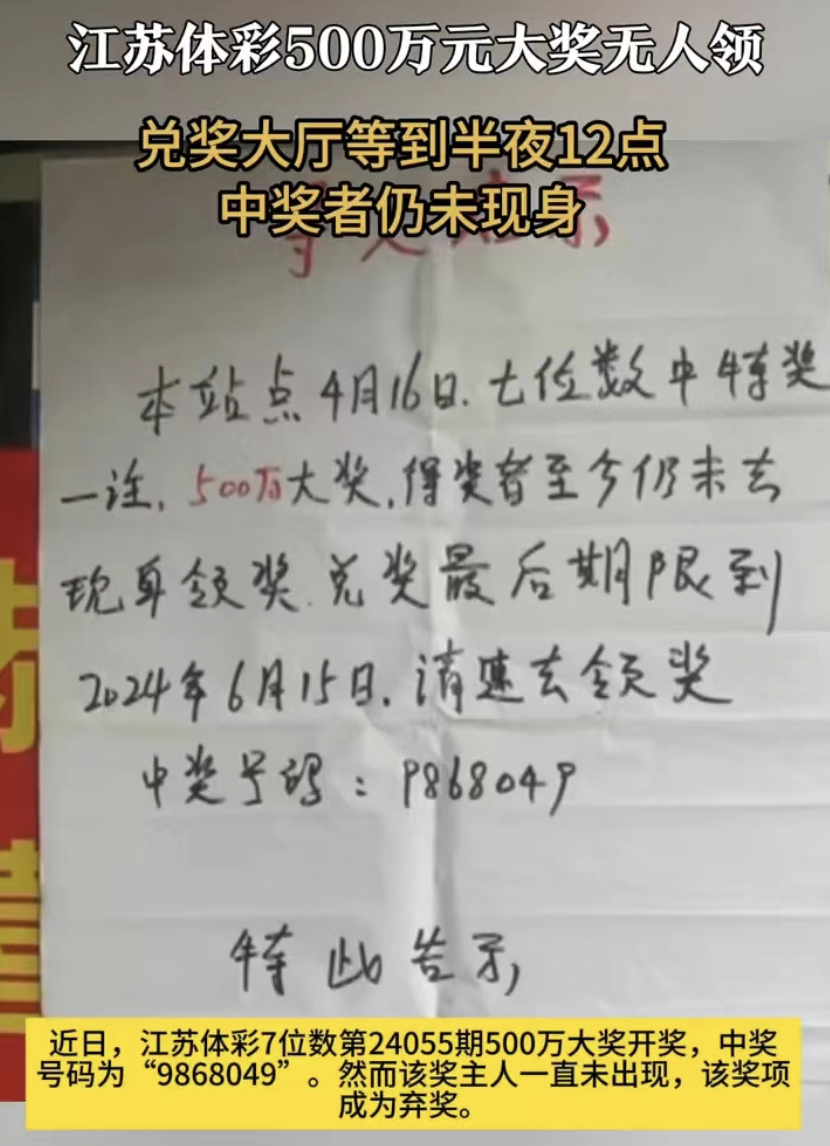 江苏体彩500万元大奖无人领
兑奖大厅等到半夜12点
中奖者仍未现身
本站点4月16日.七位数中特奖
一注,500万大奖,得奖者至今仍未去
现身领奖.兑奖最后期限到
2024年6月15日.请速去领奖
中奖号码:9868049
特此告示
近日，江苏体彩7位数第24055期500万大奖开奖，中奖
号码为“9868049”。然而该奖主人一直未出现，该奖项
成为弃奖。